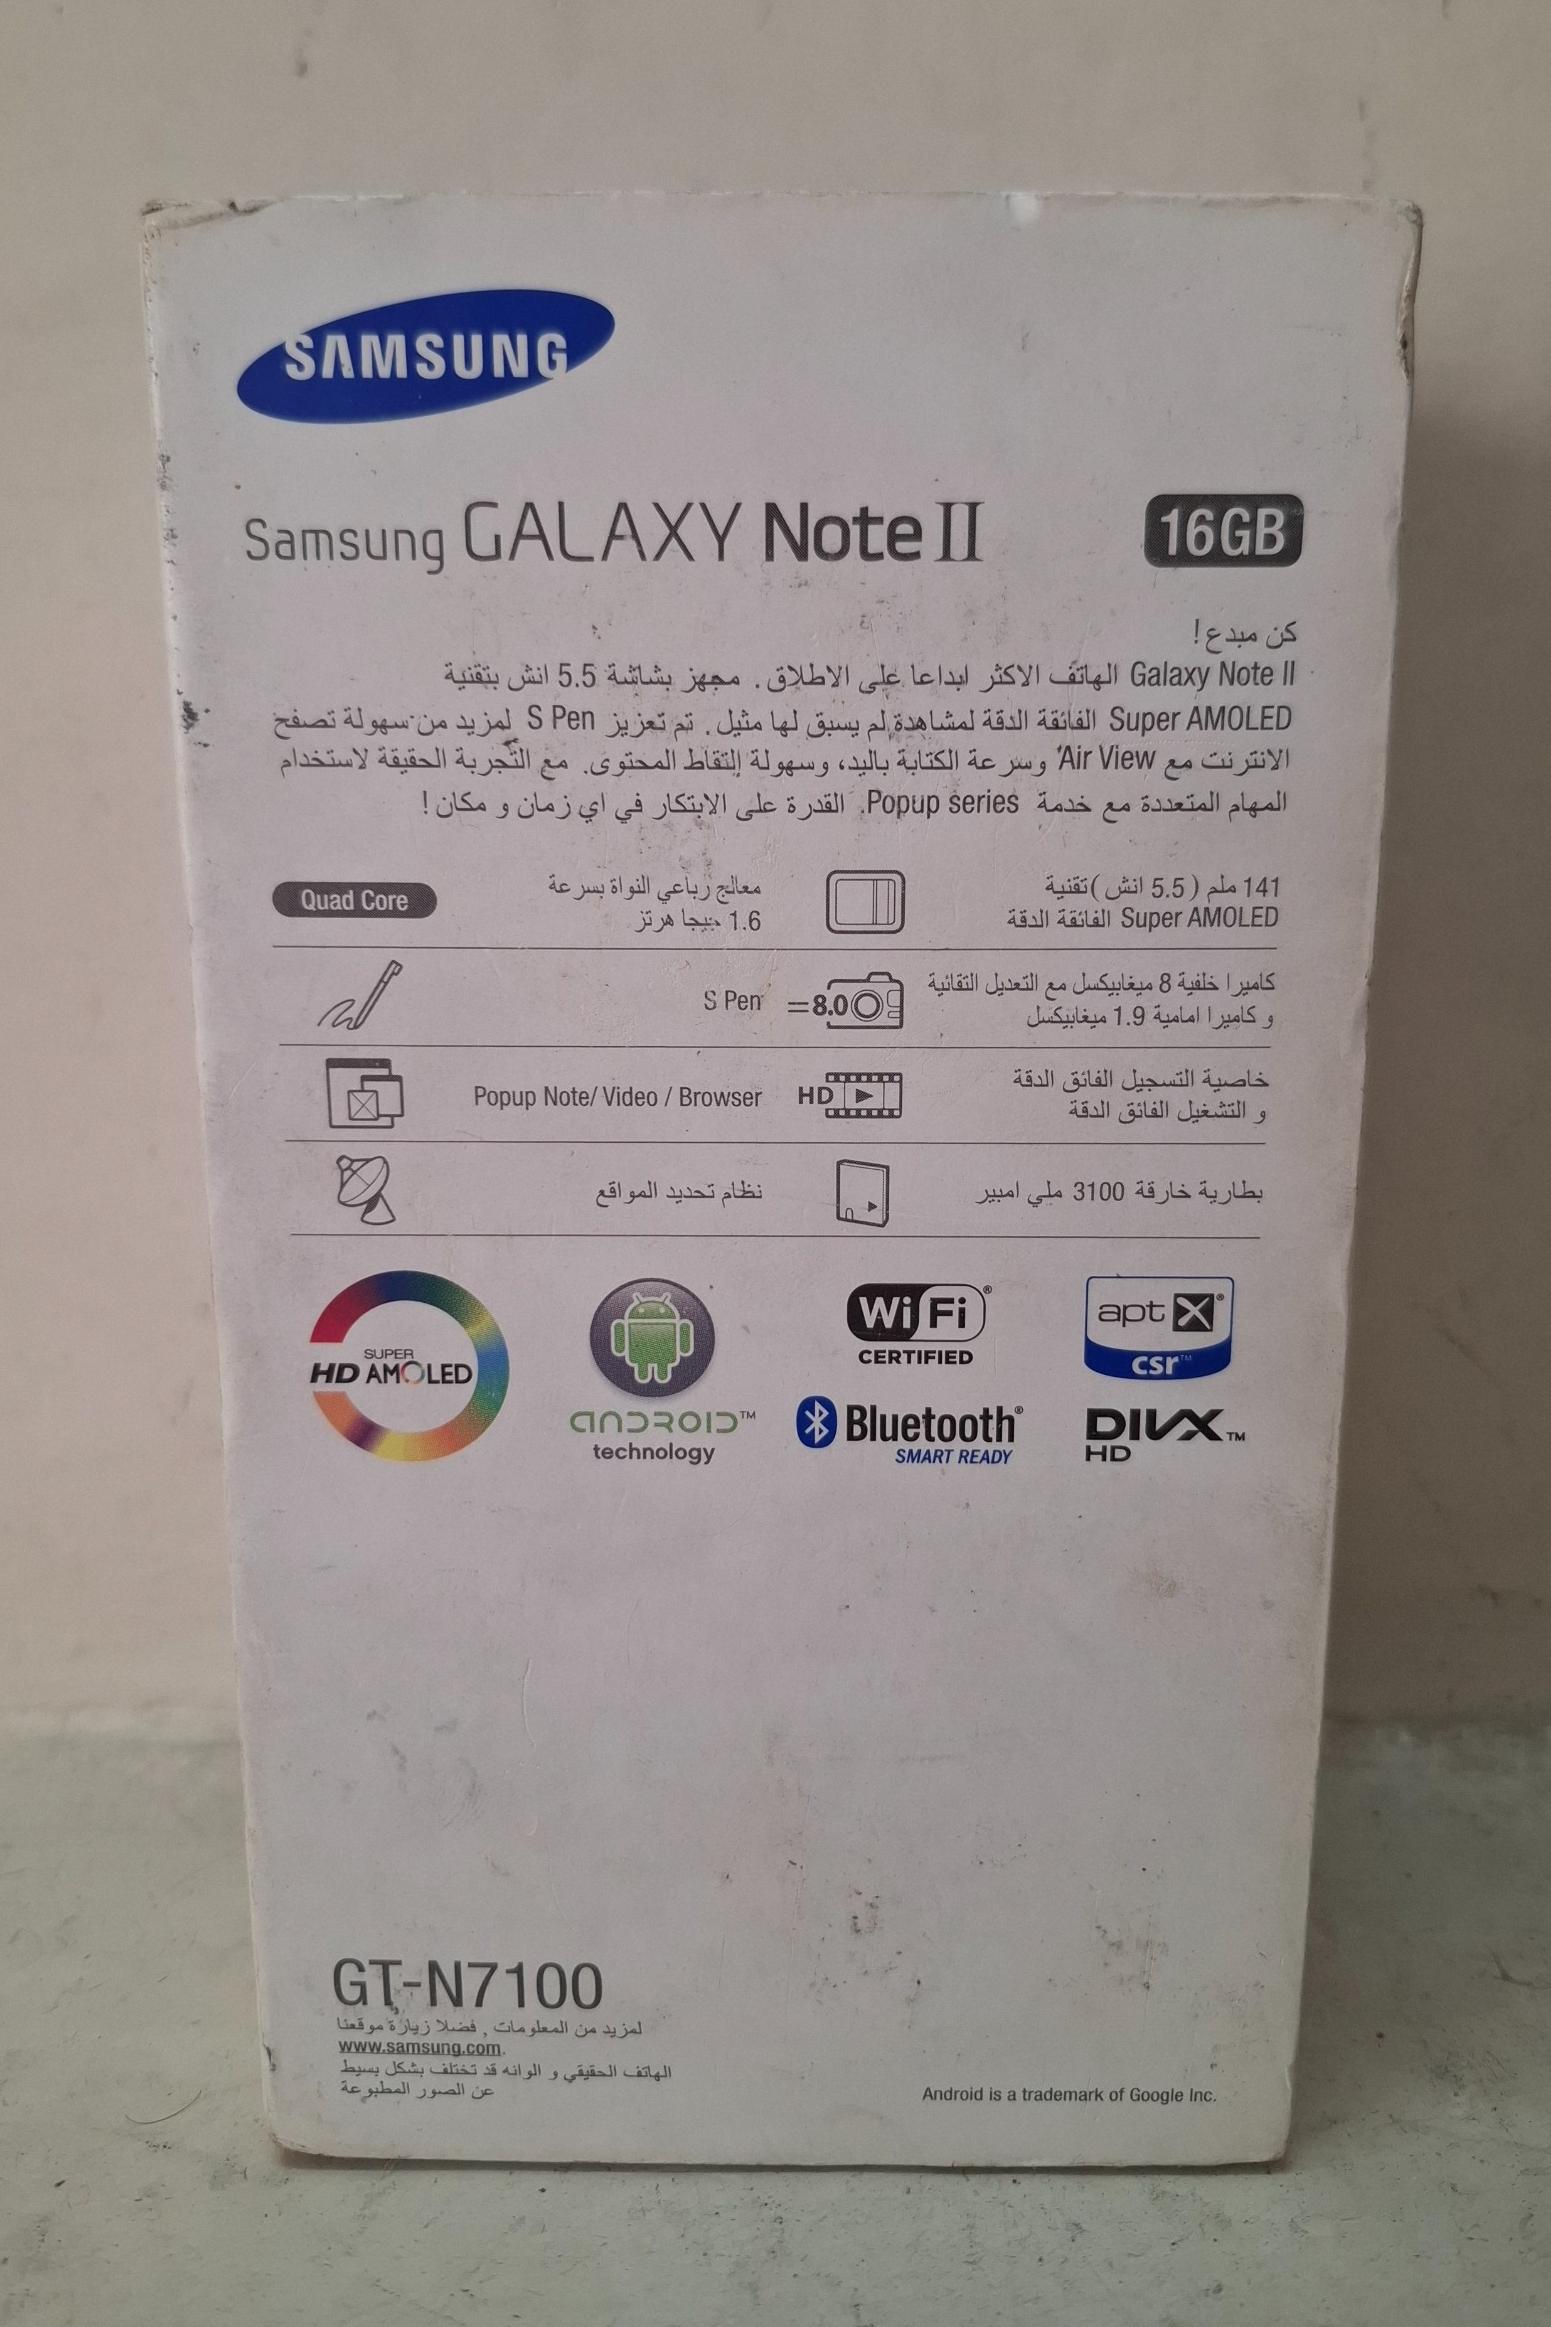 SAMSUNG
Samsung GALAXY Note II
16GB
كن مبدع!
Galaxy Note II الهاتف الاكثر ابداعا على الاطلاق. مجهز بشاشة 5.5 انش بتقنية
Super AMOLED الفائقة الدقة لمشاهدة لم يسبق لها مثيل. تم تعزيز S Pen لمزيد من سهولة تصفح
الانترنت مع Air View وسرعة الكتابة باليد، وسهولة إلتقاط المحتوى. مع التجربة الحقيقة لاستخدام
المهام المتعددة مع خدمة Popup series. القدرة على الابتكار في اي زمان و مكان!
141 ملم (5.5 انش) تقنية
Super AMOLED الفائقة الدقة
معالج رباعي النواة بسرعة
1.6 جيجا هرتز
Quad Core
كاميرا خلفية 8 ميغابيكسل مع التعديل التقائية
و كاميرا امامية 1.9 ميغابيكسل
=8.0
S Pen
خاصية التسجيل الفائق الدقة
و التشغيل الفائق الدقة
HD
Popup Note/ Video / Browser
بطارية خارقة 3100 ملي امبير
نظام تحديد المواقع
SUPER
HD AMOLED
ANDROID™
technology
Wi Fi®
CERTIFIED
Bluetooth®
SMART READY
aptX®
csr™
DIVX™
HD
GT-N7100
لمزيد من المعلومات , فضلا زيارة موقعنا
www.samsung.com.
الهاتف الحقيقي و الوانه قد تختلف بشكل بسيط
عن الصور المطبوعة
Android is a trademark of Google Inc.